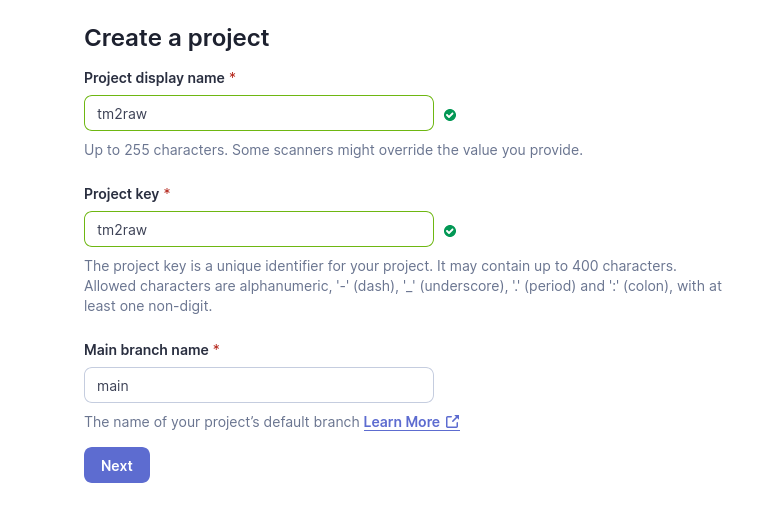 Create a project
Project display name *
tm2raw
Up to 255 characters. Some scanners might override the value you provide.
Project key *
tm2raw
The project key is a unique identifier for your project. It may contain up to 400 characters.
Allowed characters are alphanumeric, '-' (dash), '_' (underscore), '.' (period) and ':' (colon), with at
least one non-digit.
Main branch name *
main
The name of your project’s default branch Learn More
Next